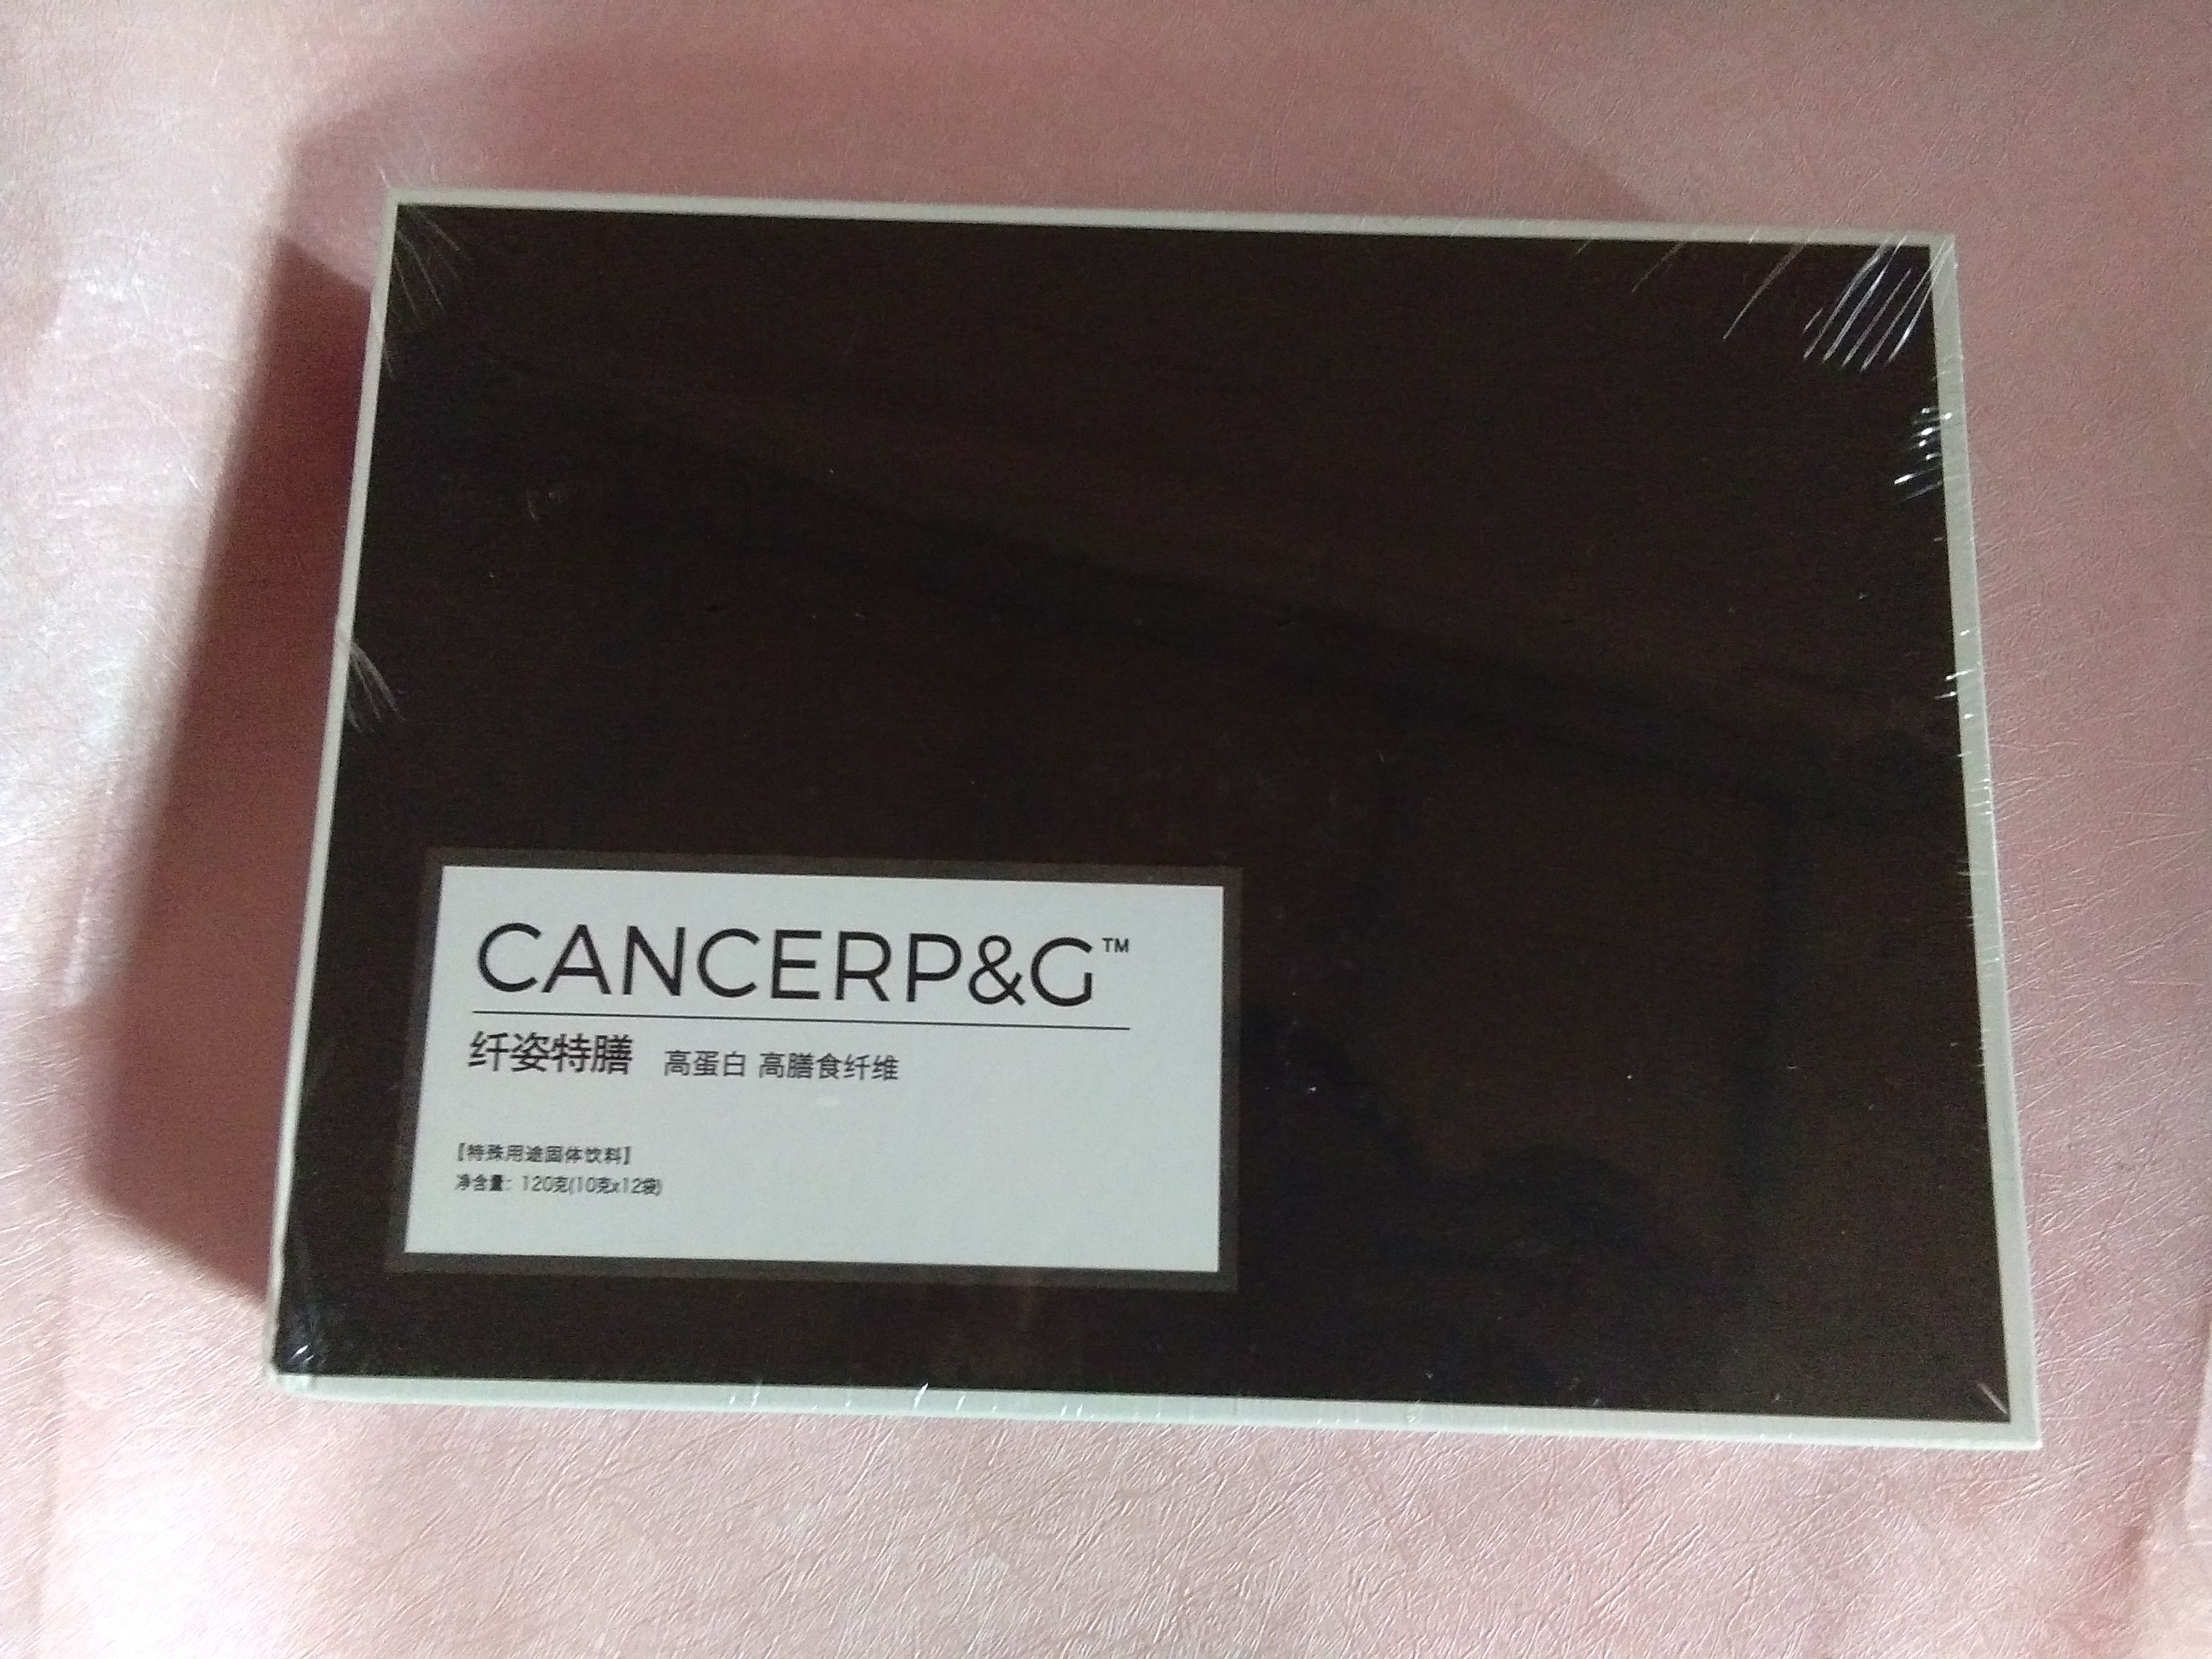 CANCERP&G™
纤姿特膳 高蛋白 高膳食纤维
【特殊用途固体饮料】
净含量：120克(10克x12袋)